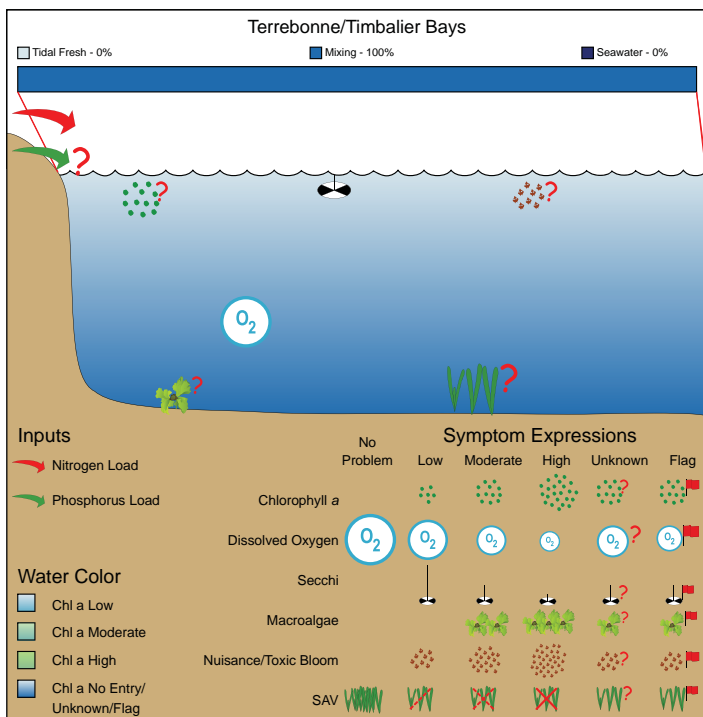 Terrebonne/Timbalier Bays
Tidal Fresh - 0% Mixing - 100% Seawater - 0%
?
? ?
O2
? ?
Inputs
Nitrogen Load
Phosphorus Load
Water Color
Chl a Low
Chl a Moderate
Chl a High
Chl a No Entry/
Unknown/Flag
Symptom Expressions
No
Problem Low Moderate High Unknown Flag
Chlorophyll a ?
Dissolved Oxygen O2 O2 O2 O2 O2 ? O2
Secchi ?
Macroalgae ?
Nuisance/Toxic Bloom ?
SAV ?